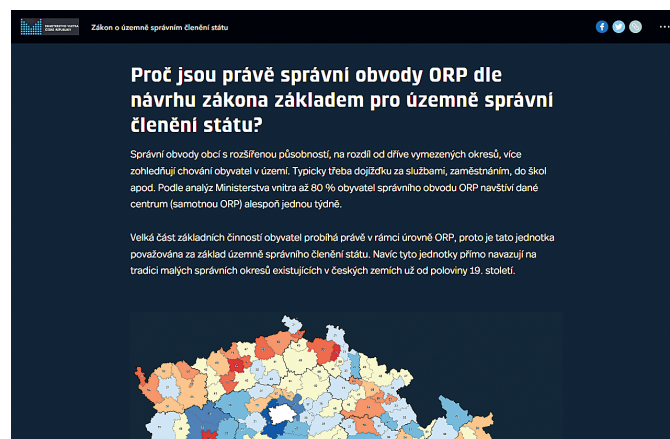 MINISTERSTVO VNITRA
ČESKÉ REPUBLIKY
Zákon o územně správním členění státu
Proč jsou právě správní obvody ORP dle
návrhu zákona základem pro územně správní
členění státu?
Správní obvody obcí s rozšířenou působností, na rozdíl od dříve vymezených okresů, více
zohledňují chování obyvatel v území. Typicky třeba dojížďku za službami, zaměstnáním, do škol
apod. Podle analýz Ministerstva vnitra až 80 % obyvatel správního obvodu ORP navštíví dané
centrum (samotnou ORP) alespoň jednou týdně.
Velká část základních činností obyvatel probíhá právě v rámci úrovně ORP, proto je tato jednotka
považována za základ územně správního členění státu. Navíc tyto jednotky přímo navazují na
tradici malých správních okresů existujících v českých zemích už od poloviny 19. století.